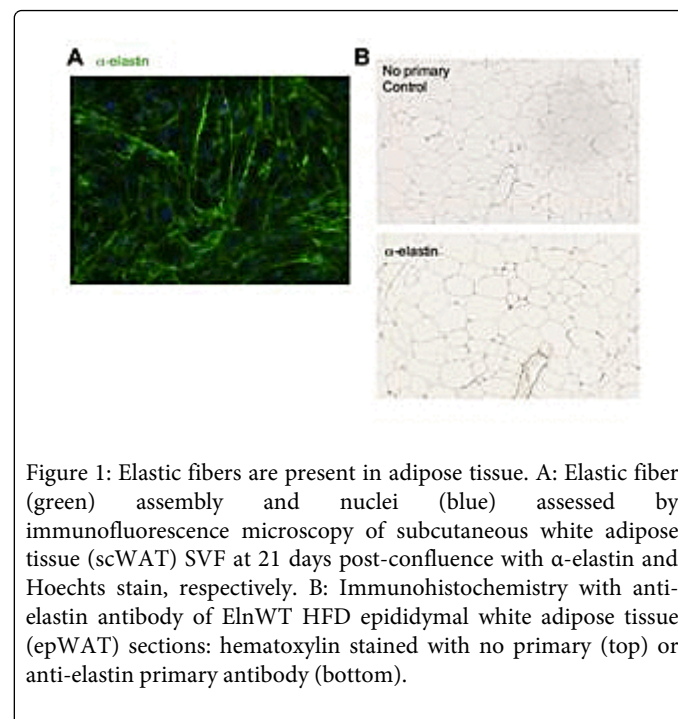 A α-elastin
B
No primary
Control
α-elastin
Figure 1: Elastic fibers are present in adipose tissue. A: Elastic fiber
(green) assembly and nuclei (blue) assessed by
immunofluorescence microscopy of subcutaneous white adipose
tissue (scWAT) SVF at 21 days post-confluence with α-elastin and
Hoechts stain, respectively. B: Immunohistochemistry with anti-
elastin antibody of ElnWT HFD epididymal white adipose tissue
(epWAT) sections: hematoxylin stained with no primary (top) or
anti-elastin primary antibody (bottom).